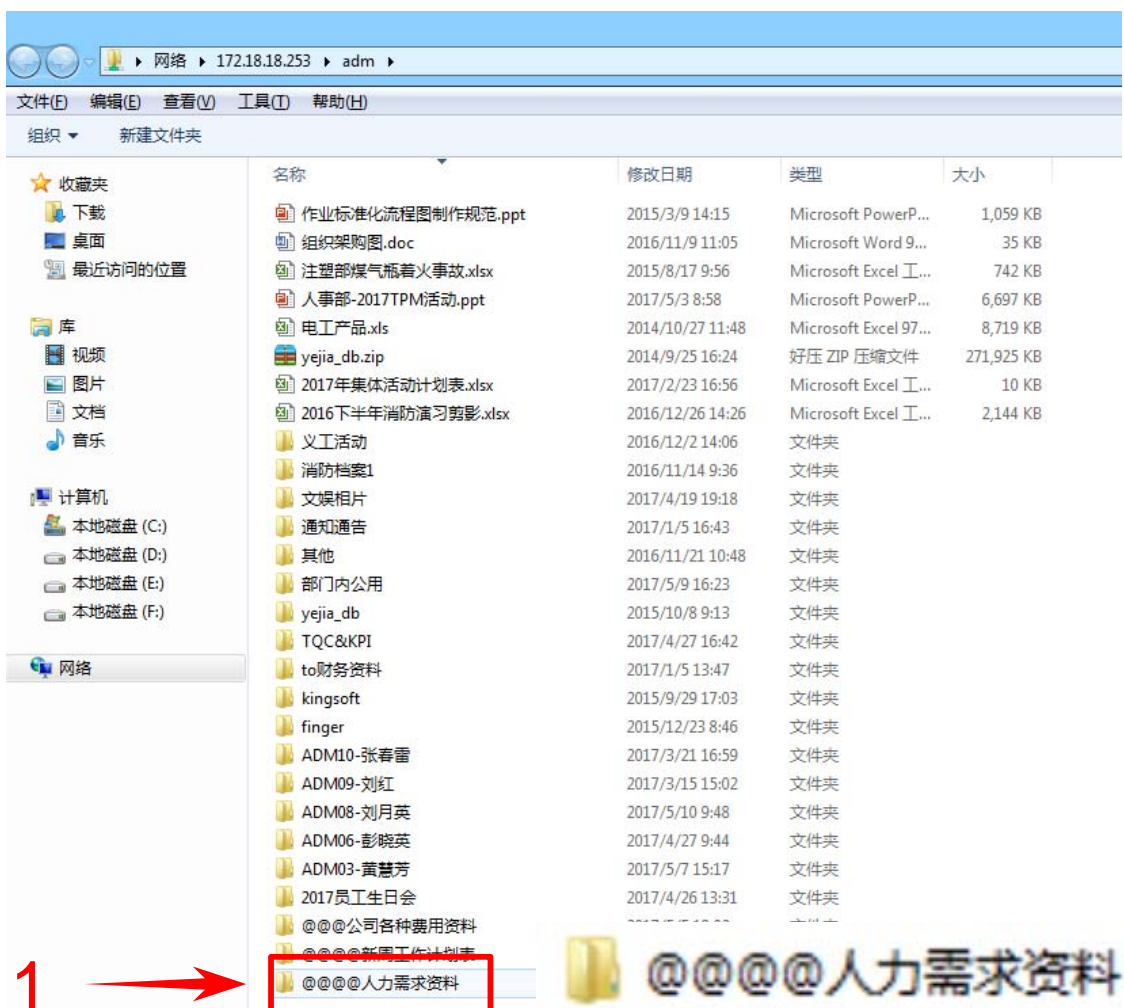 网络 172.18.18.253 adm
文件(F) 编辑(E) 查看(V) 工具(T) 帮助(H)
组织 新建文件夹
名称 修改日期 类型 大小
收藏夹
下载
桌面
最近访问的位置
库
视频
图片
文档
音乐
计算机
本地磁盘 (C:)
本地磁盘 (D:)
本地磁盘 (E:)
本地磁盘 (F:)
网络
作业标准化流程图制作规范.ppt 2015/3/9 14:15 Microsoft PowerP... 1,059 KB
组织架购图.doc 2016/11/9 11:05 Microsoft Word 9... 35 KB
注塑部煤气瓶着火事故.xlsx 2015/8/17 9:56 Microsoft Excel 工... 742 KB
人事部-2017TPM活动.ppt 2017/5/3 8:58 Microsoft PowerP... 6,697 KB
电工产品.xls 2014/10/27 11:48 Microsoft Excel 97... 8,719 KB
yejia_db.zip 2014/9/25 16:24 好压 ZIP 压缩文件 271,925 KB
2017年集体活动计划表.xlsx 2017/2/23 16:56 Microsoft Excel 工... 10 KB
2016下半年消防演习剪影.xlsx 2016/12/26 14:26 Microsoft Excel 工... 2,144 KB
义工活动 2016/12/2 14:06 文件夹
消防档案1 2016/11/14 9:36 文件夹
文娱相片 2017/4/19 19:18 文件夹
通知通告 2017/1/5 16:43 文件夹
其他 2016/11/21 10:48 文件夹
部门内公用 2017/5/9 16:23 文件夹
yejia_db 2015/10/8 9:13 文件夹
TQC&KPI 2017/4/27 16:42 文件夹
to财务资料 2017/1/5 13:47 文件夹
kingsoft 2015/9/29 17:03 文件夹
finger 2015/12/23 8:46 文件夹
ADM10-张春雷 2017/3/21 16:59 文件夹
ADM09-刘红 2017/3/15 15:02 文件夹
ADM08-刘月英 2017/5/10 9:48 文件夹
ADM06-彭晓英 2017/4/27 9:44 文件夹
ADM03-黄慧芳 2017/5/7 15:17 文件夹
2017员工生日会 2017/4/26 13:31 文件夹
@@@公司各种费用资料
@@@@新周工作计划表
@@@@人力需求资料
1
@@@@人力需求资料